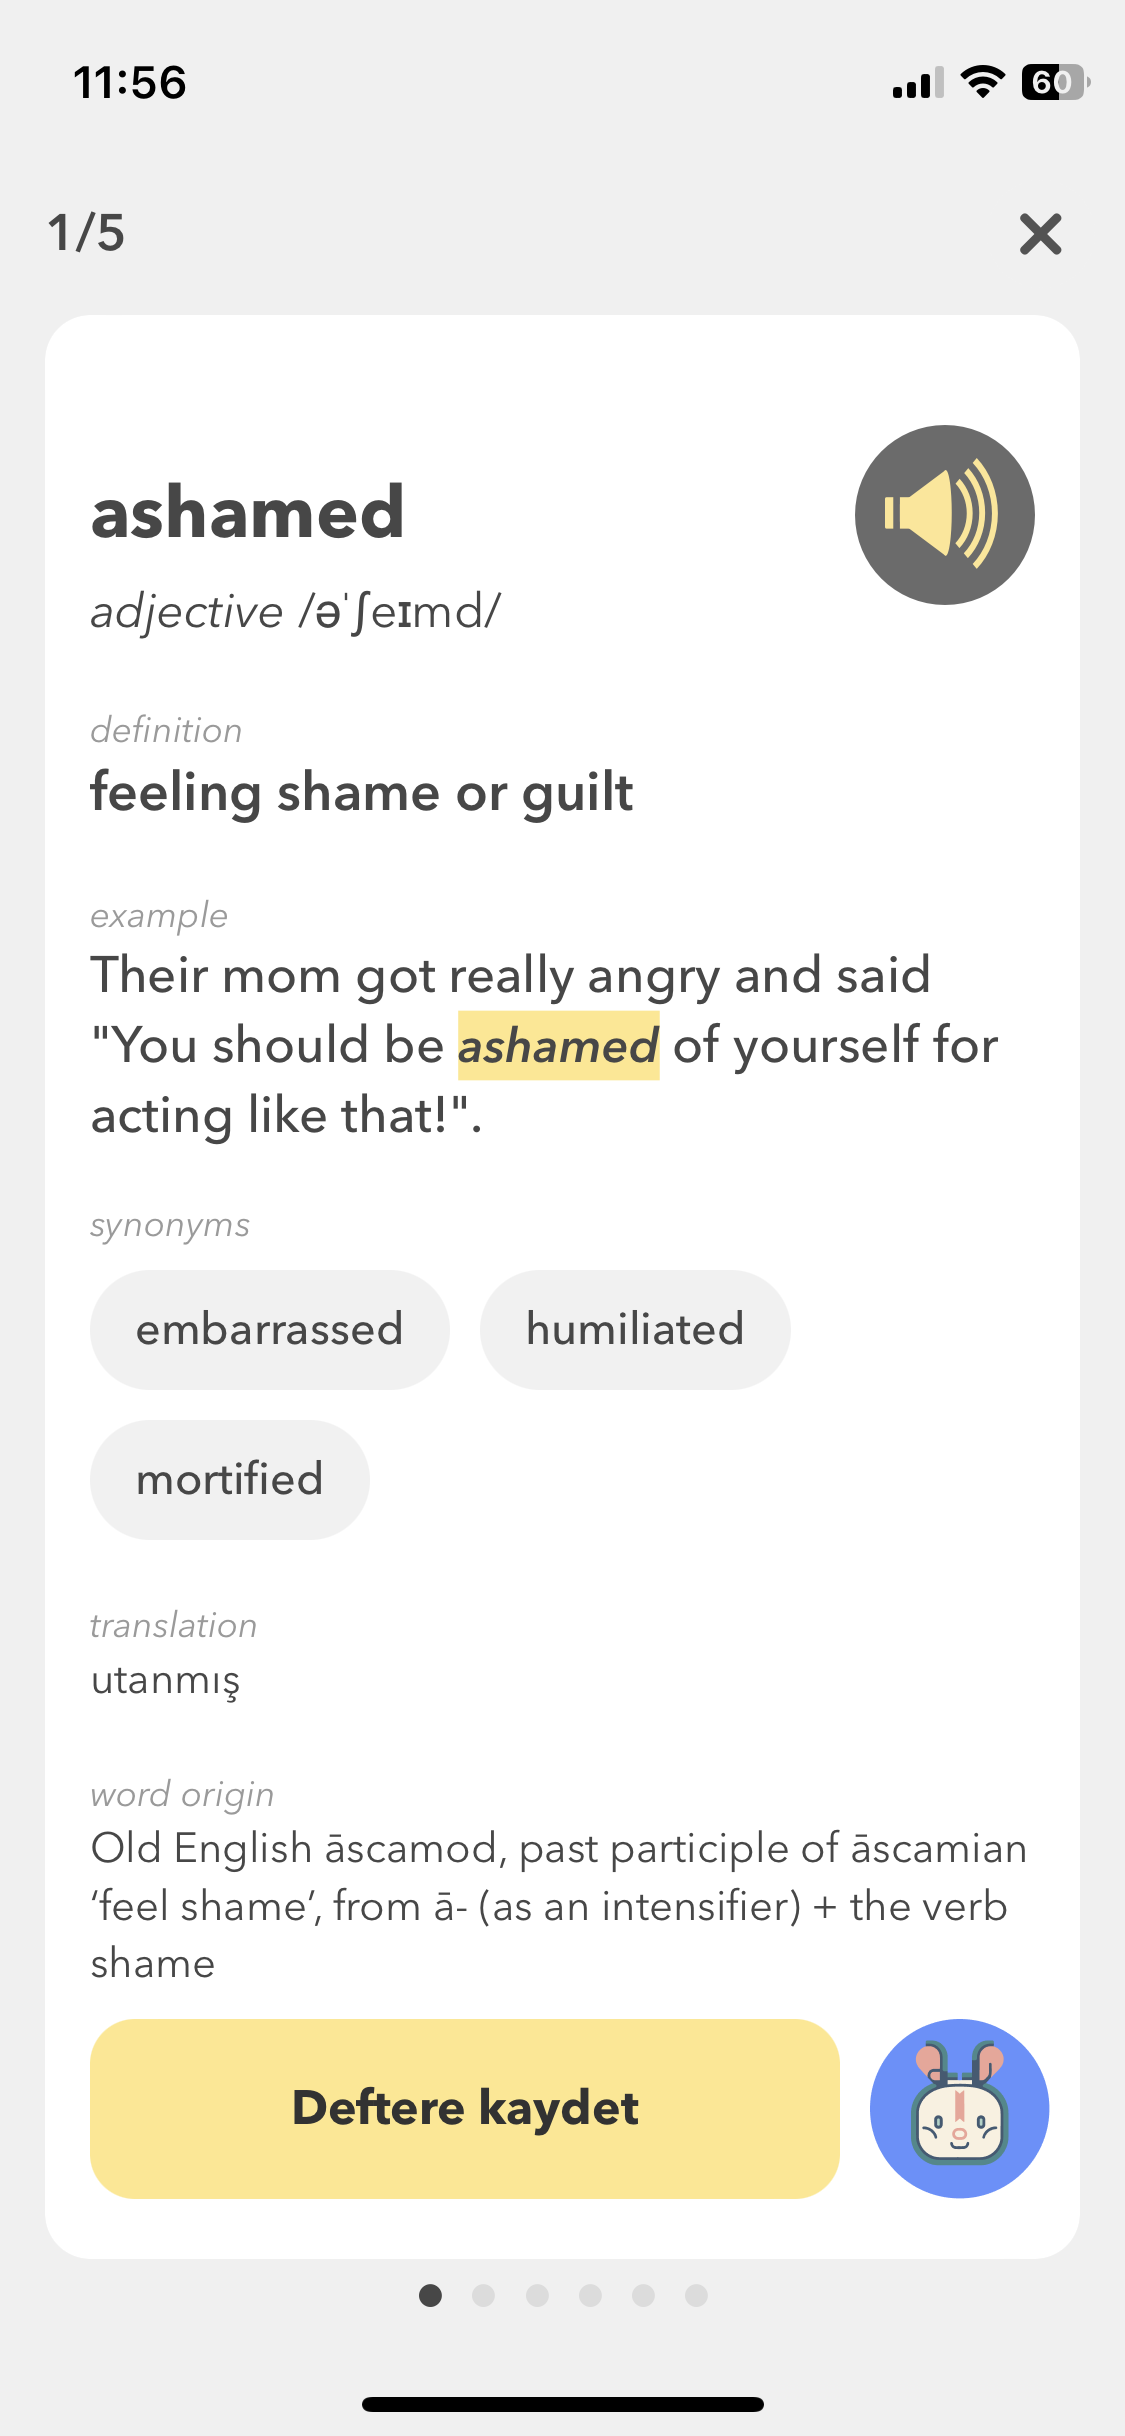 11:56
60
1/5
ashamed
adjective /əˈʃeɪmd/
definition
feeling shame or guilt
example
Their mom got really angry and said
"You should be ashamed of yourself for
acting like that!".
synonyms
embarrassed humiliated
mortified
translation
utanmış
word origin
Old English āscamod, past participle of āscamian
‘feel shame’, from ā- (as an intensifier) + the verb
shame
Deftere kaydet